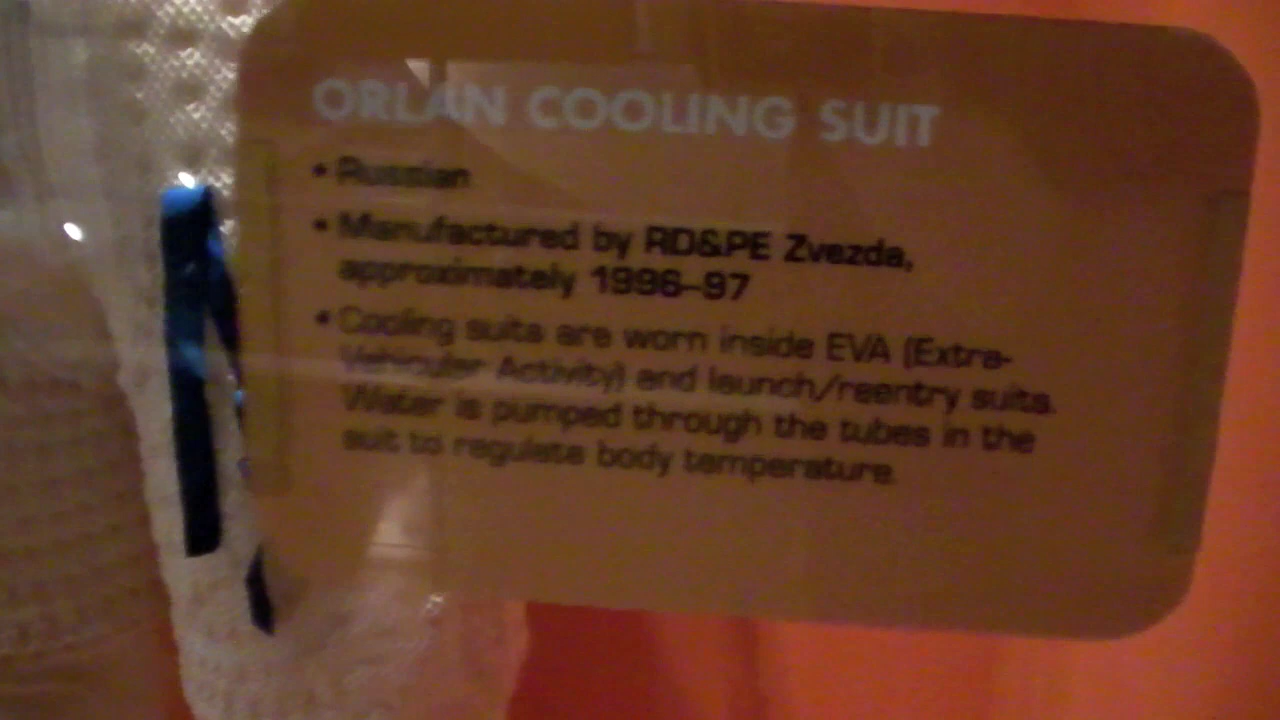 ORLAN COOLING SUIT
• Russian
• Manufactured by RD&PE Zvezda,
approximately 1996–97
• Cooling suits are worn inside EVA (Extra-
Vehicular Activity) and launch/reentry suits.
Water is pumped through the tubes in the
suit to regulate body temperature.